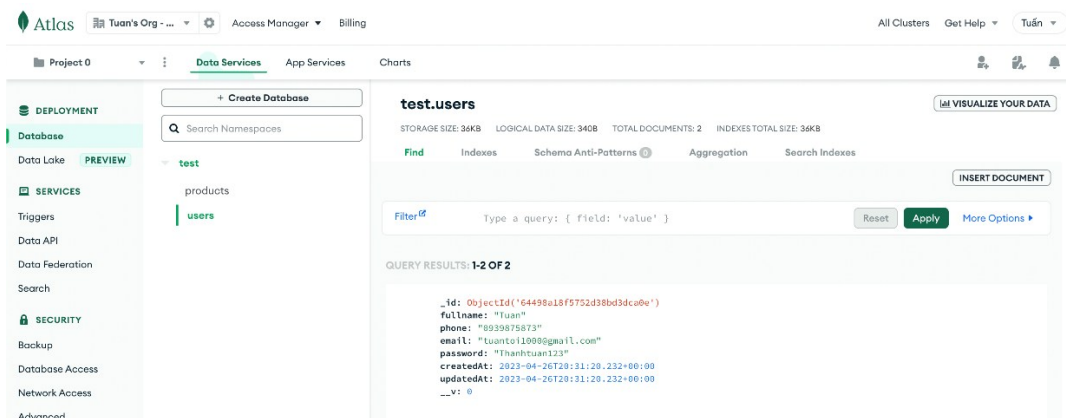 Atlas
Tuan's Org - ...
Access Manager
Billing
All Clusters
Get Help
Tuấn
Project 0
Data Services
App Services
Charts
DEPLOYMENT
Database
Data Lake PREVIEW
SERVICES
Triggers
Data API
Data Federation
Search
SECURITY
Backup
Database Access
Network Access
Advanced
+ Create Database
Search Namespaces
test
products
users
test.users
VISUALIZE YOUR DATA
STORAGE SIZE: 36KB LOGICAL DATA SIZE: 340B TOTAL DOCUMENTS: 2 INDEXES TOTAL SIZE: 36KB
Find Indexes Schema Anti-Patterns 0 Aggregation Search Indexes
INSERT DOCUMENT
Filter Type a query: { field: 'value' } Reset Apply More Options
QUERY RESULTS: 1-2 OF 2
_id: ObjectId('64498a18f5752d38bd3dca0e')
fullname: "Tuan"
phone: "0939875873"
email: "tuantoi1000@gmail.com"
password: "Thanhtuan123"
createdAt: 2023-04-26T20:31:20.232+00:00
updatedAt: 2023-04-26T20:31:20.232+00:00
__v: 0